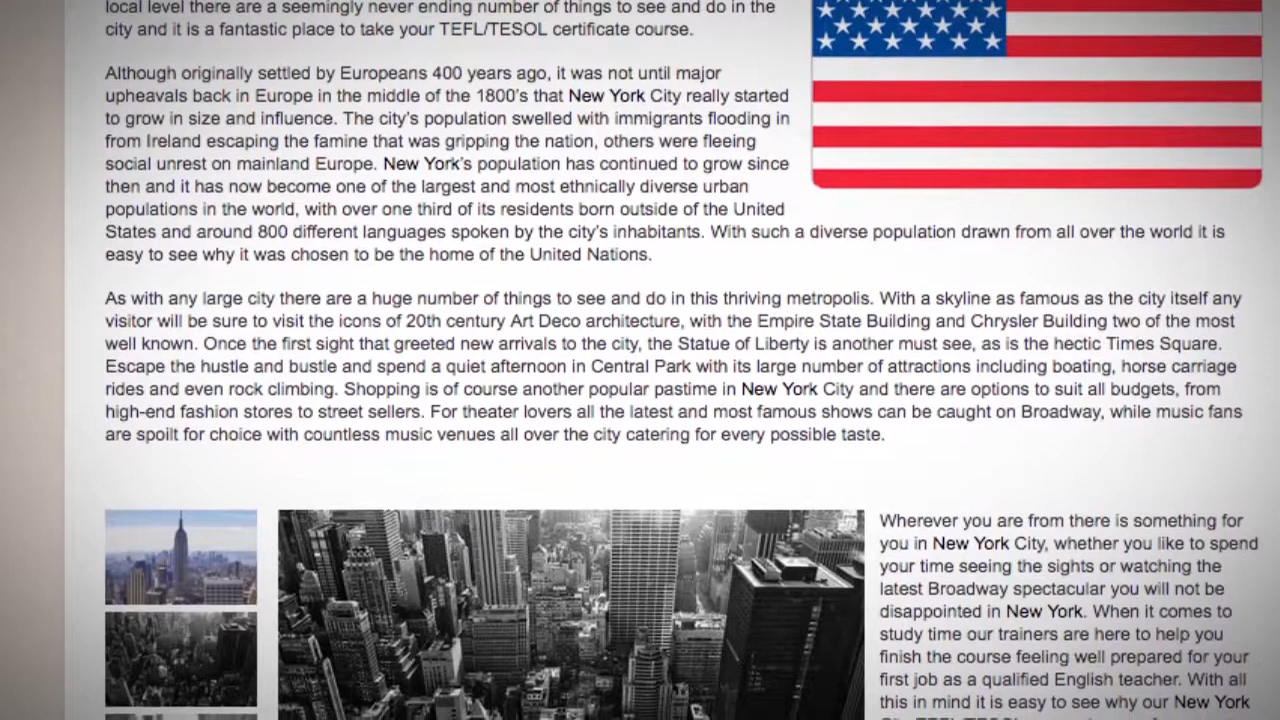 local level there are a seemingly never ending number of things to see and do in the
city and it is a fantastic place to take your TEFL/TESOL certificate course.
Although originally settled by Europeans 400 years ago, it was not until major
upheavals back in Europe in the middle of the 1800's that New York City really started
to grow in size and influence. The city's population swelled with immigrants flooding in
from Ireland escaping the famine that was gripping the nation, others were fleeing
social unrest on mainland Europe. New York's population has continued to grow since
then and it has now become one of the largest and most ethnically diverse urban
populations in the world, with over one third of its residents born outside of the United
States and around 800 different languages spoken by the city's inhabitants. With such a diverse population drawn from all over the world it is
easy to see why it was chosen to be the home of the United Nations.
As with any large city there are a huge number of things to see and do in this thriving metropolis. With a skyline as famous as the city itself any
visitor will be sure to visit the icons of 20th century Art Deco architecture, with the Empire State Building and Chrysler Building two of the most
well known. Once the first sight that greeted new arrivals to the city, the Statue of Liberty is another must see, as is the hectic Times Square.
Escape the hustle and bustle and spend a quiet afternoon in Central Park with its large number of attractions including boating, horse carriage
rides and even rock climbing. Shopping is of course another popular pastime in New York City and there are options to suit all budgets, from
high-end fashion stores to street sellers. For theater lovers all the latest and most famous shows can be caught on Broadway, while music fans
are spoilt for choice with countless music venues all over the city catering for every possible taste.
Wherever you are from there is something for
you in New York City, whether you like to spend
your time seeing the sights or watching the
latest Broadway spectacular you will not be
disappointed in New York. When it comes to
study time our trainers are here to help you
finish the course feeling well prepared for your
first job as a qualified English teacher. With all
this in mind it is easy to see why our New York